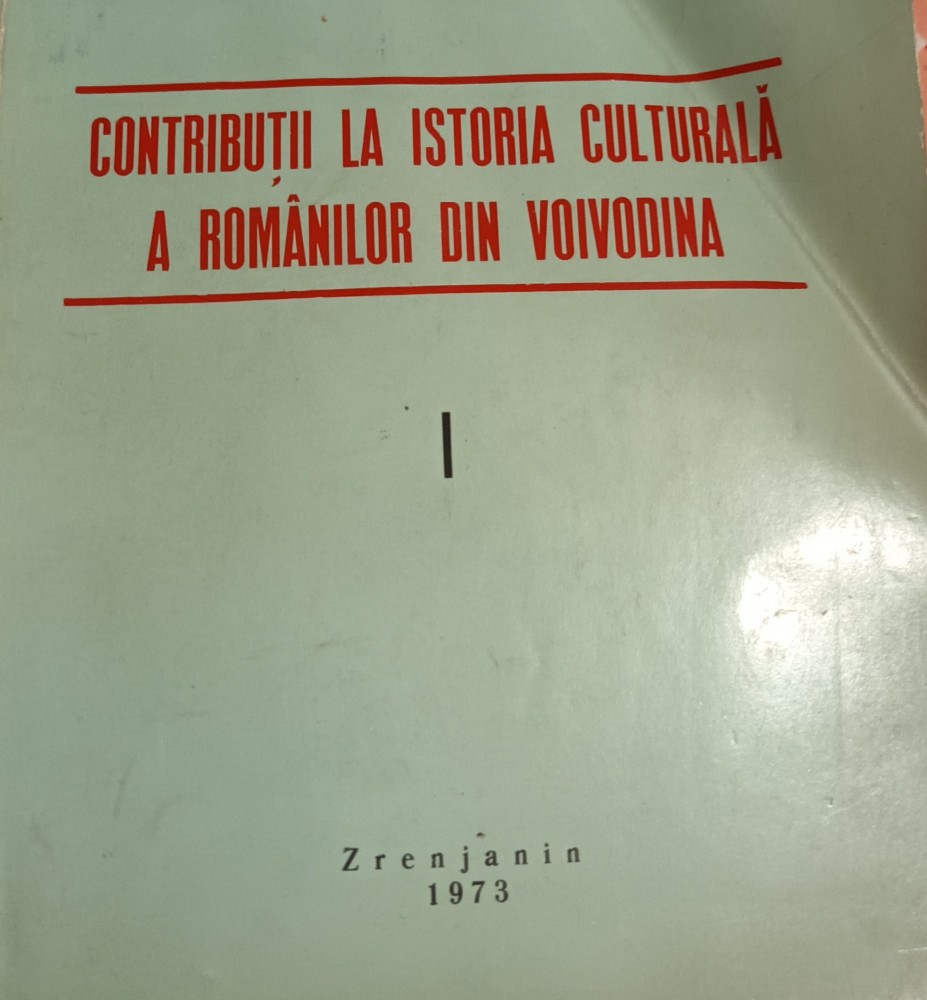 CONTRIBUȚII LA ISTORIA CULTURALĂ
A ROMÂNILOR DIN VOIVODINA
I
Zrenjanin
1973